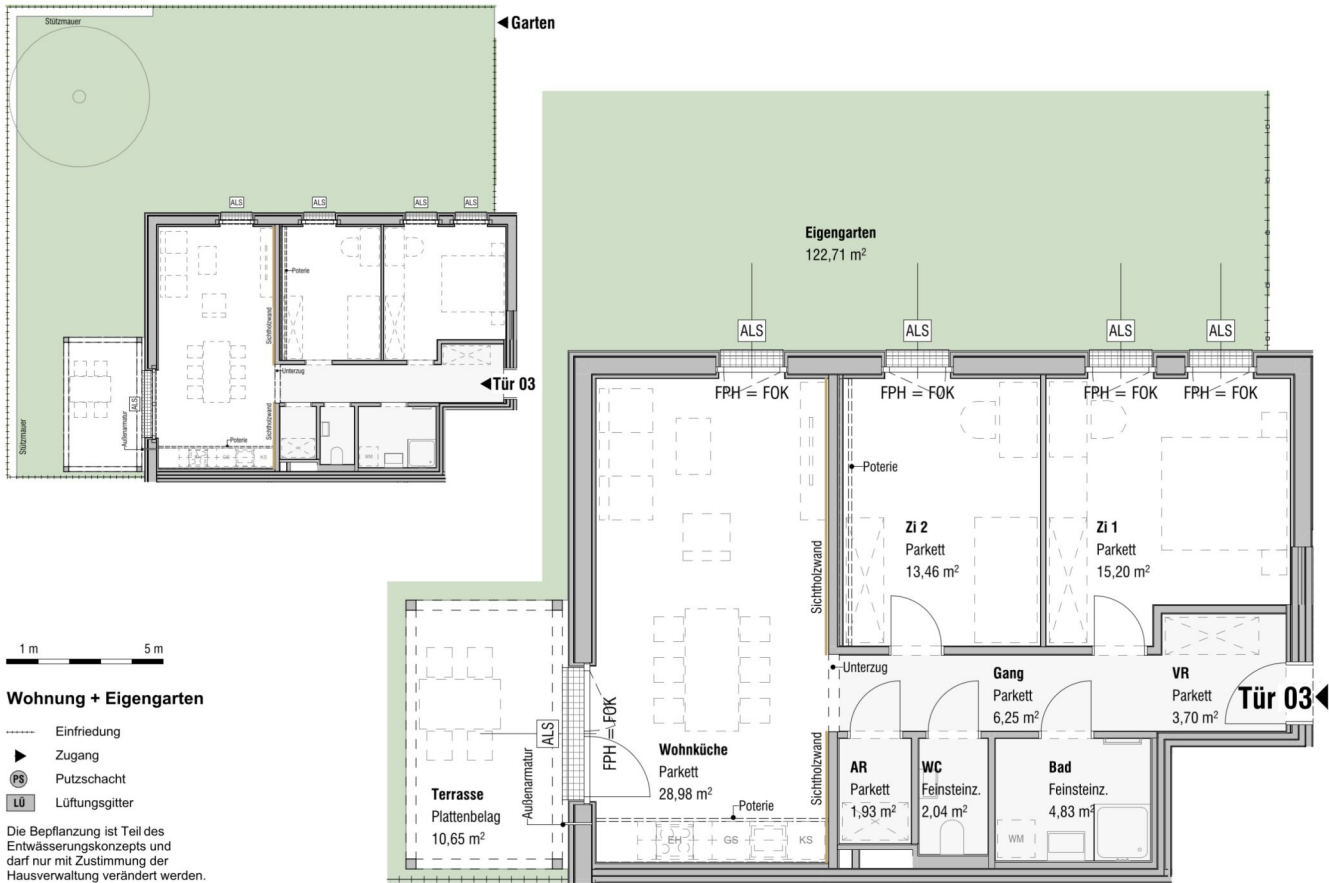 Stützmauer
Garten
ALS
ALS
ALS
ALS
Poterie
Sichtholzwand
Unterzug
Tür 03
ALS
Außenarmatur
Sichtholzwand
Poterie
Stützmauer
EH
GS
KS
WM
Eigengarten
122,71 m²
ALS
ALS
ALS
ALS
FPH = FOK
FPH = FOK
FPH = FOK
FPH = FOK
Poterie
Zi 2
Parkett
13,46 m²
Zi 1
Parkett
15,20 m²
Sichtholzwand
Unterzug
Gang
Parkett
6,25 m²
VR
Parkett
3,70 m²
Tür 03
ALS
FPH = FOK
Außenarmatur
Wohnküche
Parkett
28,98 m²
Sichtholzwand
Terrasse
Plattenbelag
10,65 m²
Poterie
EH
GS
KS
AR
Parkett
1,93 m²
WC
Feinsteinz.
2,04 m²
Bad
Feinsteinz.
4,83 m²
WM
1 m
5 m
Wohnung + Eigengarten
Einfriedung
Zugang
PS
Putzschacht
LÜ
Lüftungsgitter
Die Bepflanzung ist Teil des
Entwässerungskonzepts und
darf nur mit Zustimmung der
Hausverwaltung verändert werden.